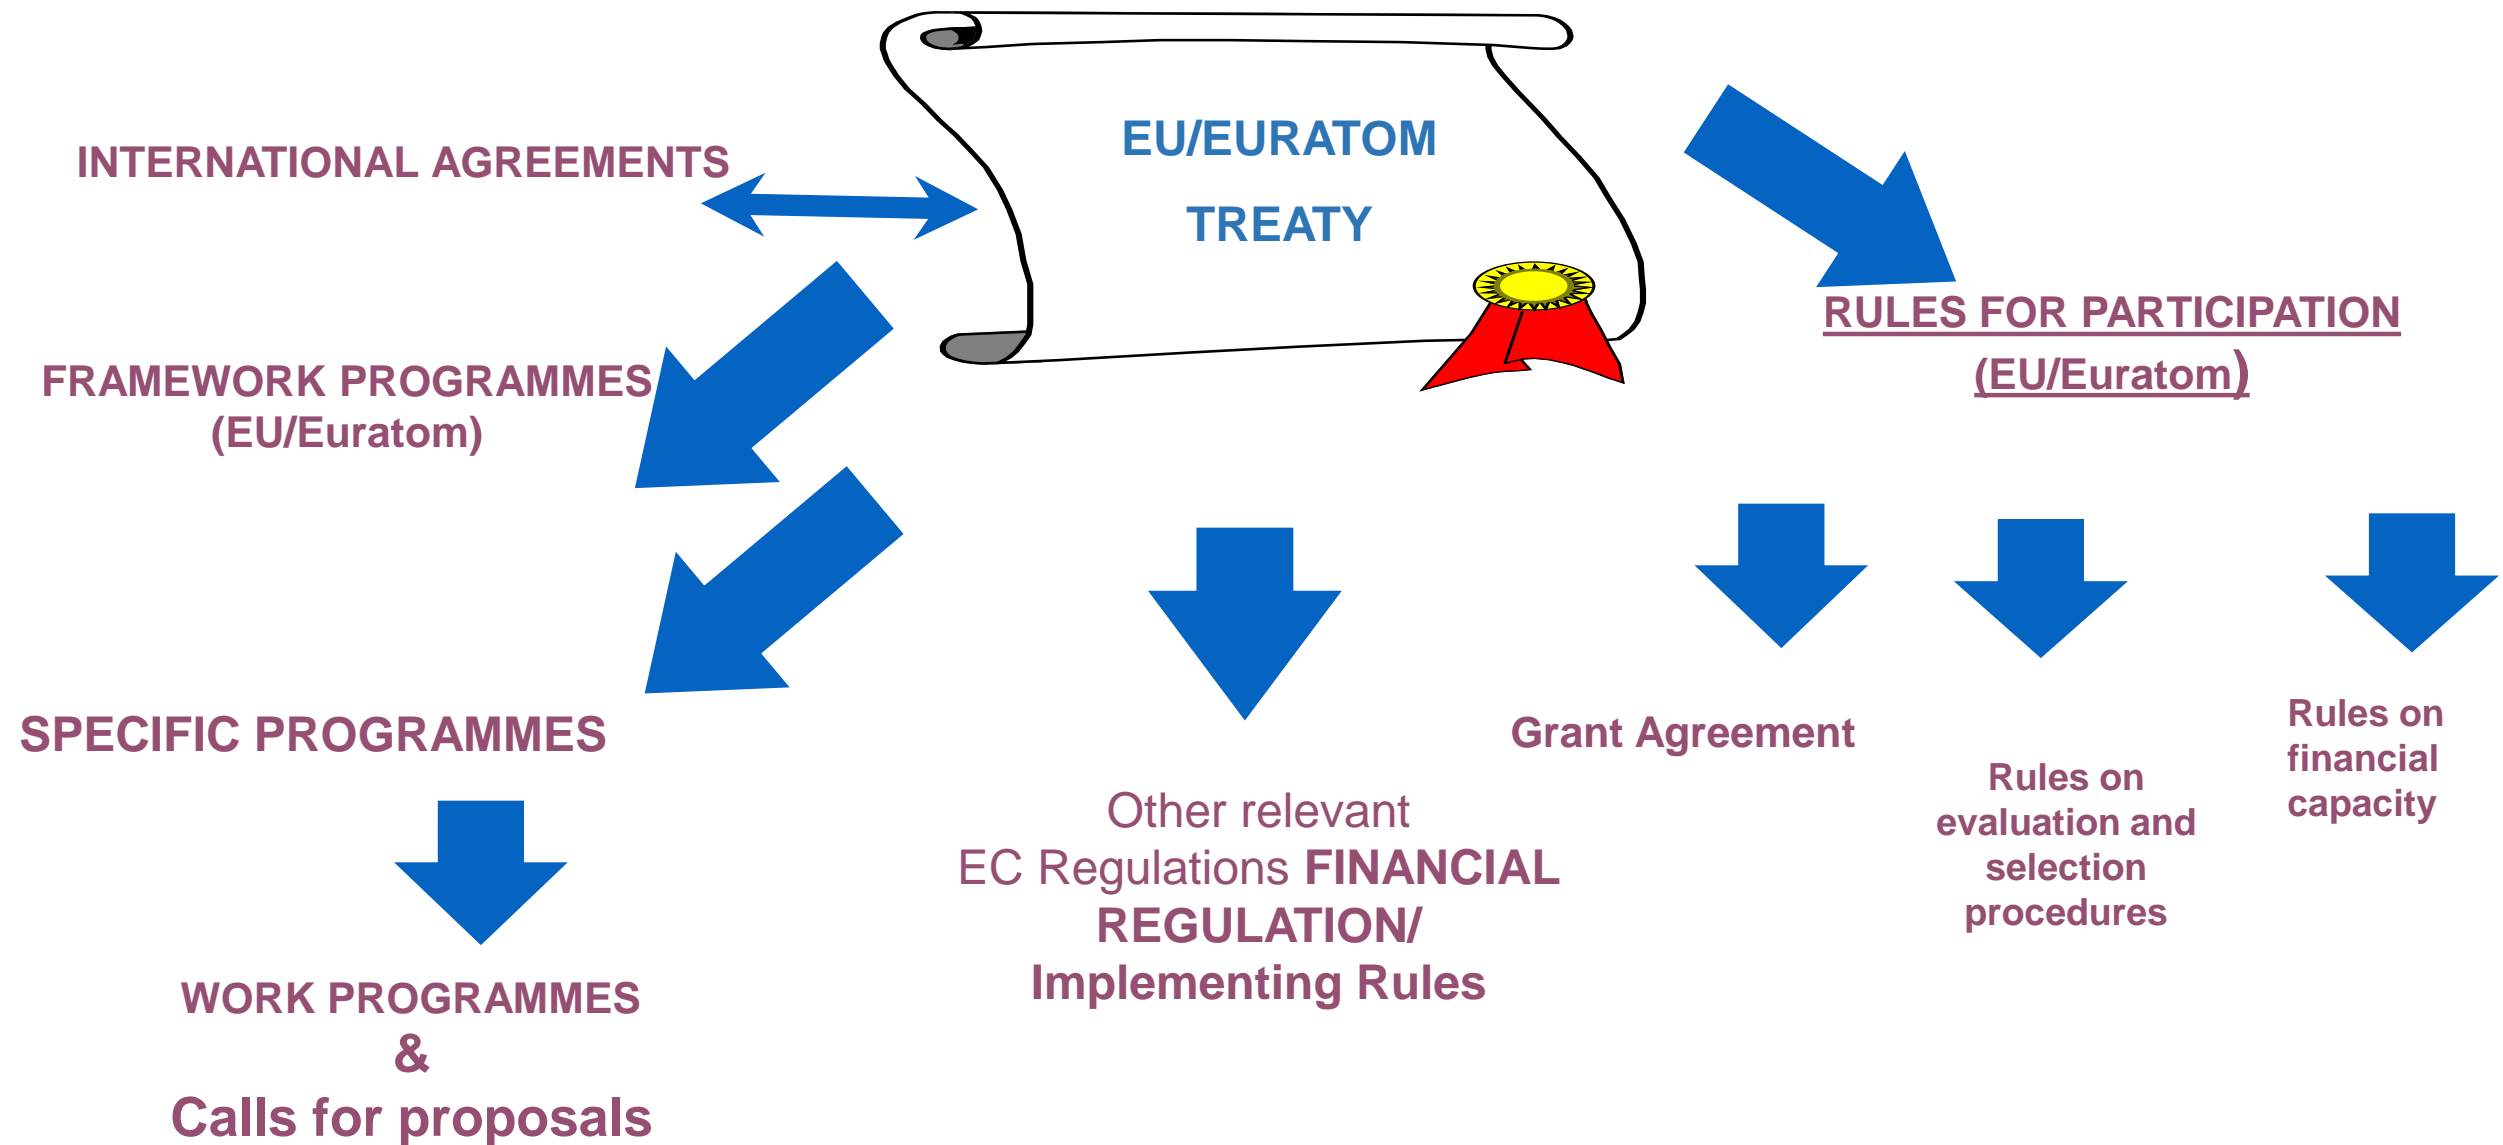 EU/EURATOM
TREATY
INTERNATIONAL AGREEMENTS
FRAMEWORK PROGRAMMES
(EU/Euratom)
RULES FOR PARTICIPATION
(EU/Euratom)
SPECIFIC PROGRAMMES
WORK PROGRAMMES
&
Calls for proposals
Other relevant
EC Regulations FINANCIAL
REGULATION/
Implementing Rules
Grant Agreement
Rules on
evaluation and
selection
procedures
Rules on
financial
capacity